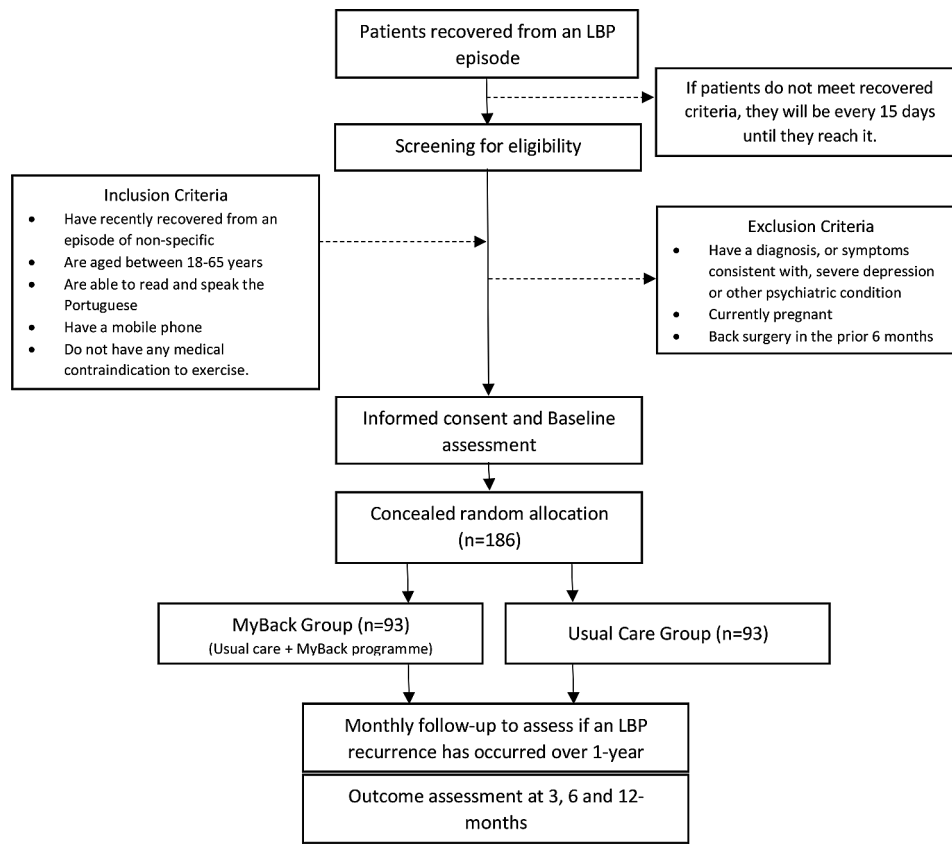 Patients recovered from an LBP
episode
If patients do not meet recovered
criteria, they will be every 15 days
until they reach it.
Screening for eligibility
Inclusion Criteria
• Have recently recovered from an
episode of non-specific
• Are aged between 18-65 years
• Are able to read and speak the
Portuguese
• Have a mobile phone
• Do not have any medical
contraindication to exercise.
Exclusion Criteria
• Have a diagnosis, or symptoms
consistent with, severe depression
or other psychiatric condition
• Currently pregnant
• Back surgery in the prior 6 months
Informed consent and Baseline
assessment
Concealed random allocation
(n=186)
MyBack Group (n=93)
(Usual care + MyBack programme)
Usual Care Group (n=93)
Monthly follow-up to assess if an LBP
recurrence has occurred over 1-year
Outcome assessment at 3, 6 and 12-
months